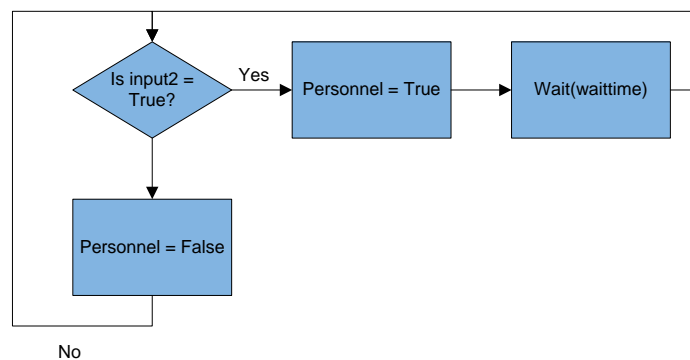 Is input2 =
True?
Yes
Personnel = True
Wait(waittime)
Personnel = False
No